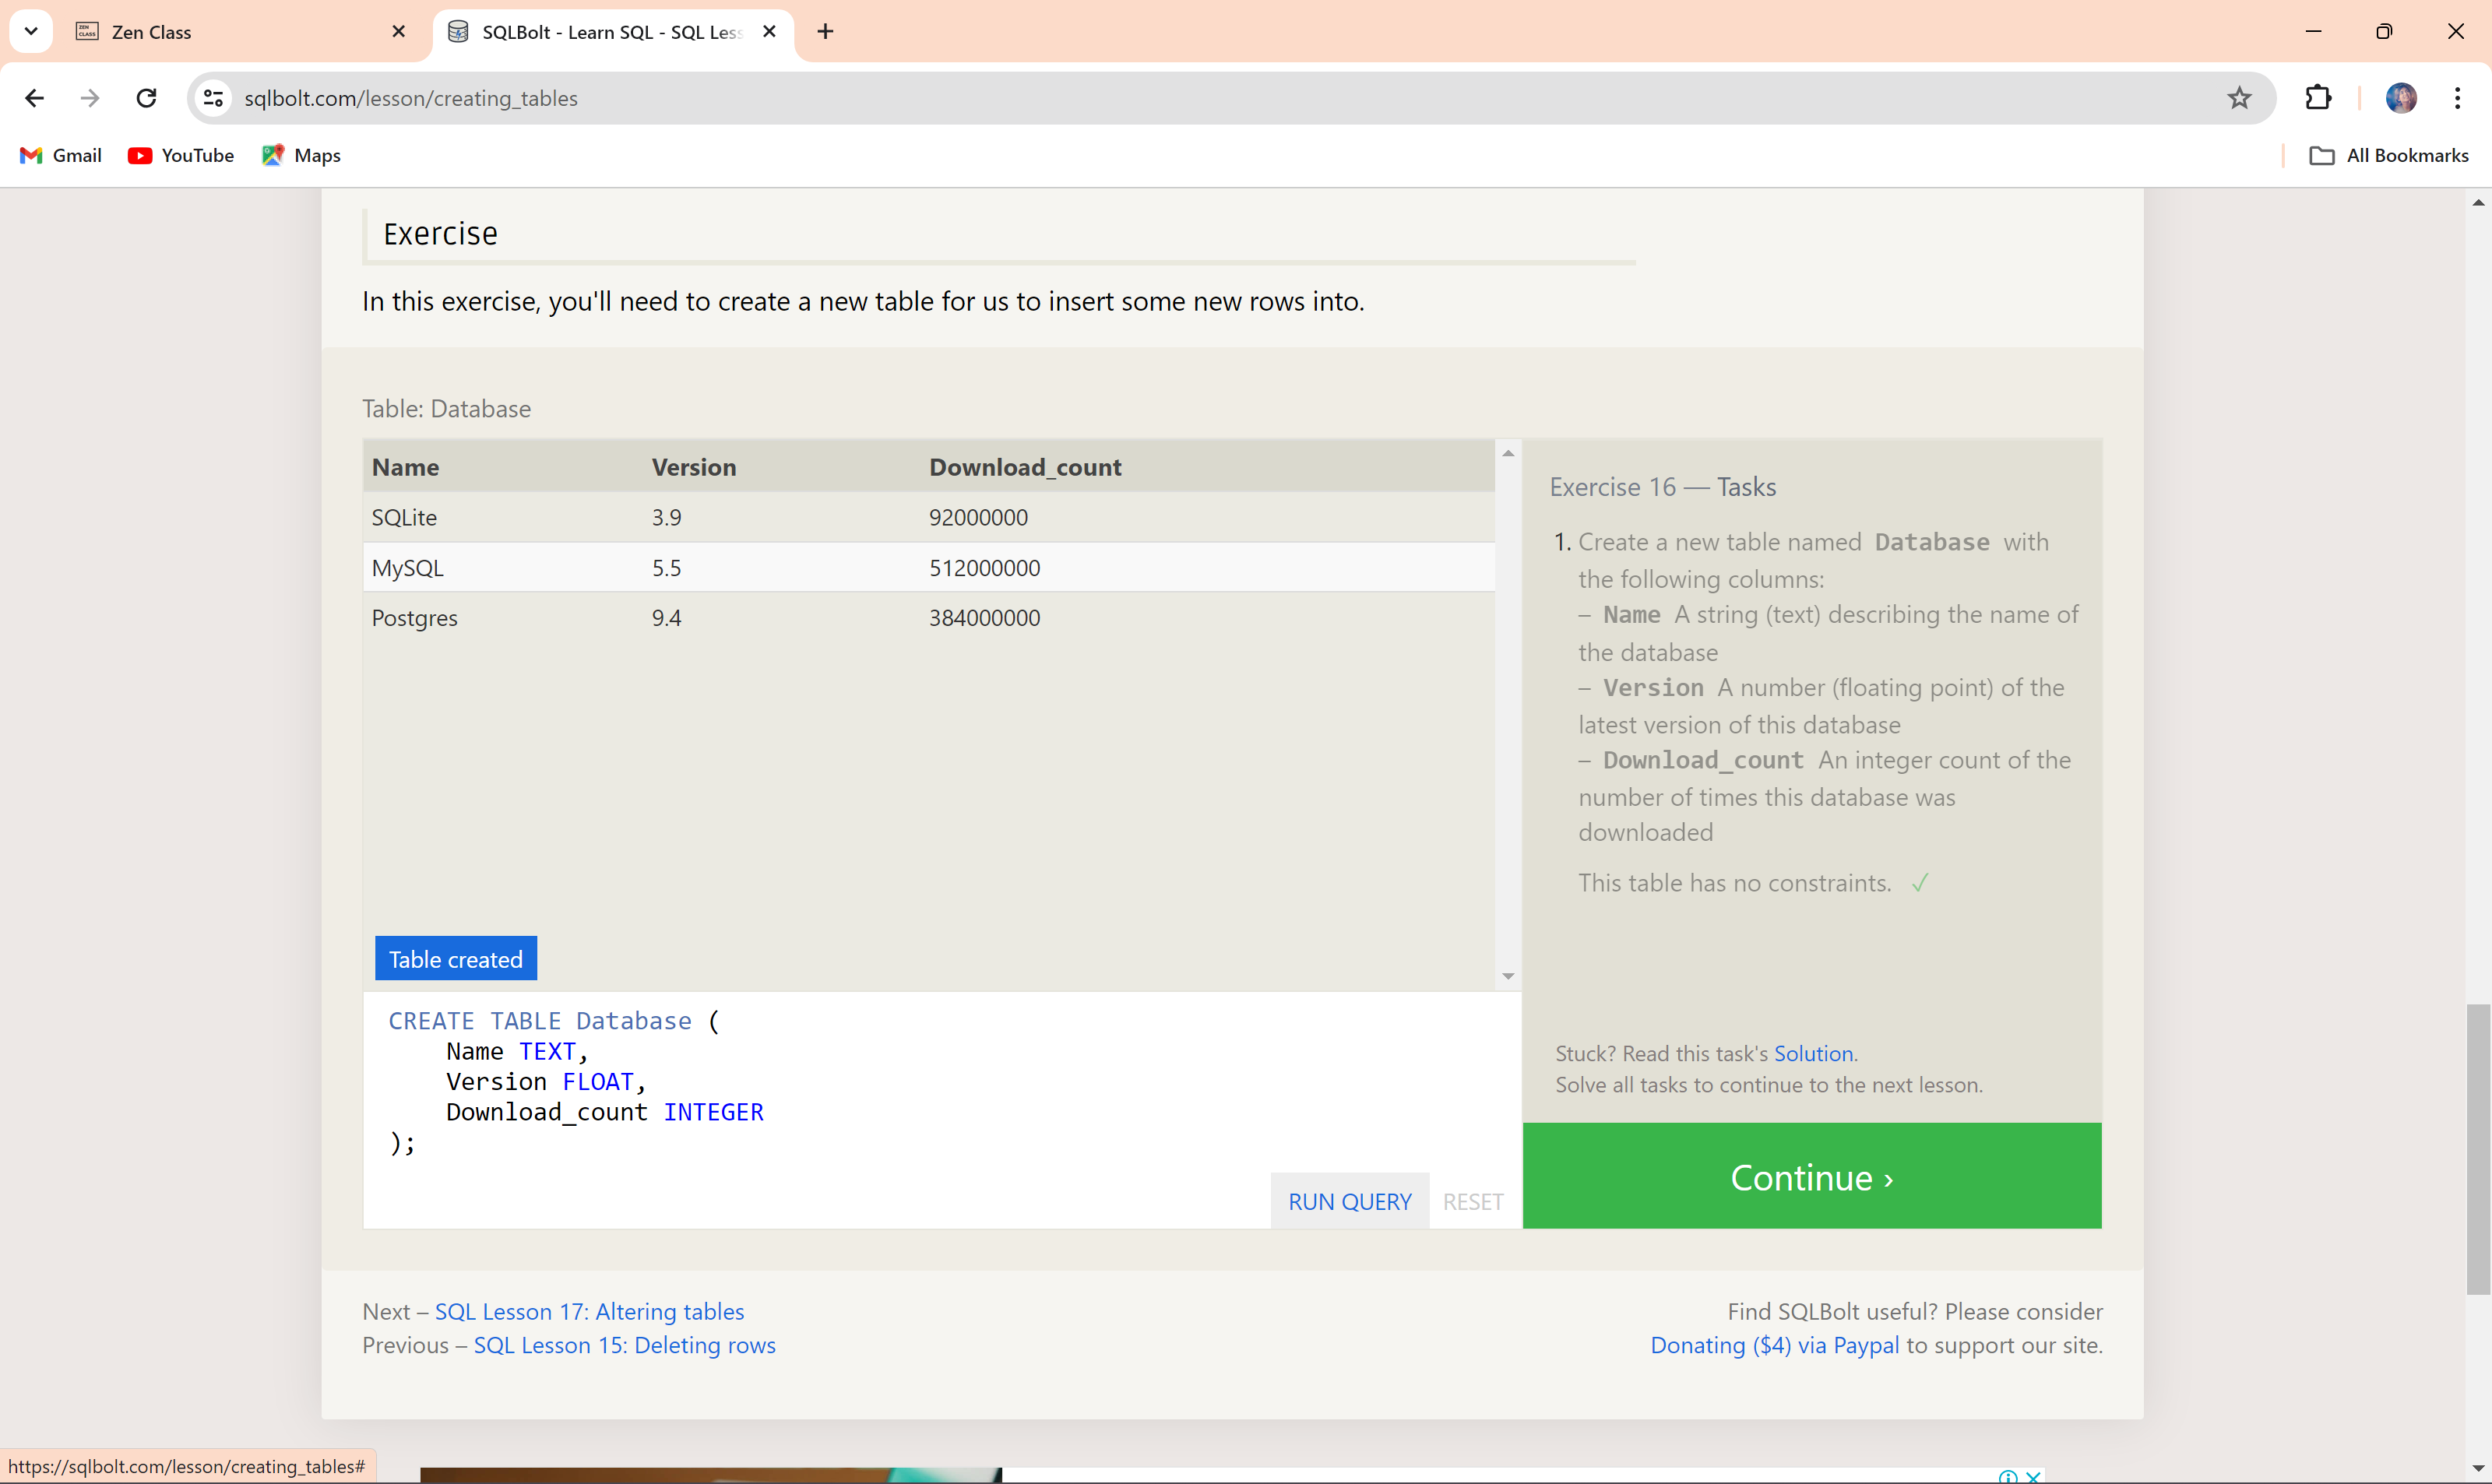 Zen Class
SQLBolt - Learn SQL - SQL Less
sqlbolt.com/lesson/creating_tables
Gmail
YouTube
Maps
All Bookmarks
Exercise
In this exercise, you'll need to create a new table for us to insert some new rows into.
Table: Database
Name Version Download_count
SQLite 3.9 92000000
MySQL 5.5 512000000
Postgres 9.4 384000000
Table created
CREATE TABLE Database (
Name TEXT,
Version FLOAT,
Download_count INTEGER
);
RUN QUERY RESET
Exercise 16 — Tasks
1. Create a new table named Database with
the following columns:
– Name A string (text) describing the name of
the database
– Version A number (floating point) of the
latest version of this database
– Download_count An integer count of the
number of times this database was
downloaded
This table has no constraints. ✓
Stuck? Read this task's Solution.
Solve all tasks to continue to the next lesson.
Continue ›
Next – SQL Lesson 17: Altering tables
Previous – SQL Lesson 15: Deleting rows
Find SQLBolt useful? Please consider
Donating ($4) via Paypal to support our site.
https://sqlbolt.com/lesson/creating_tables#